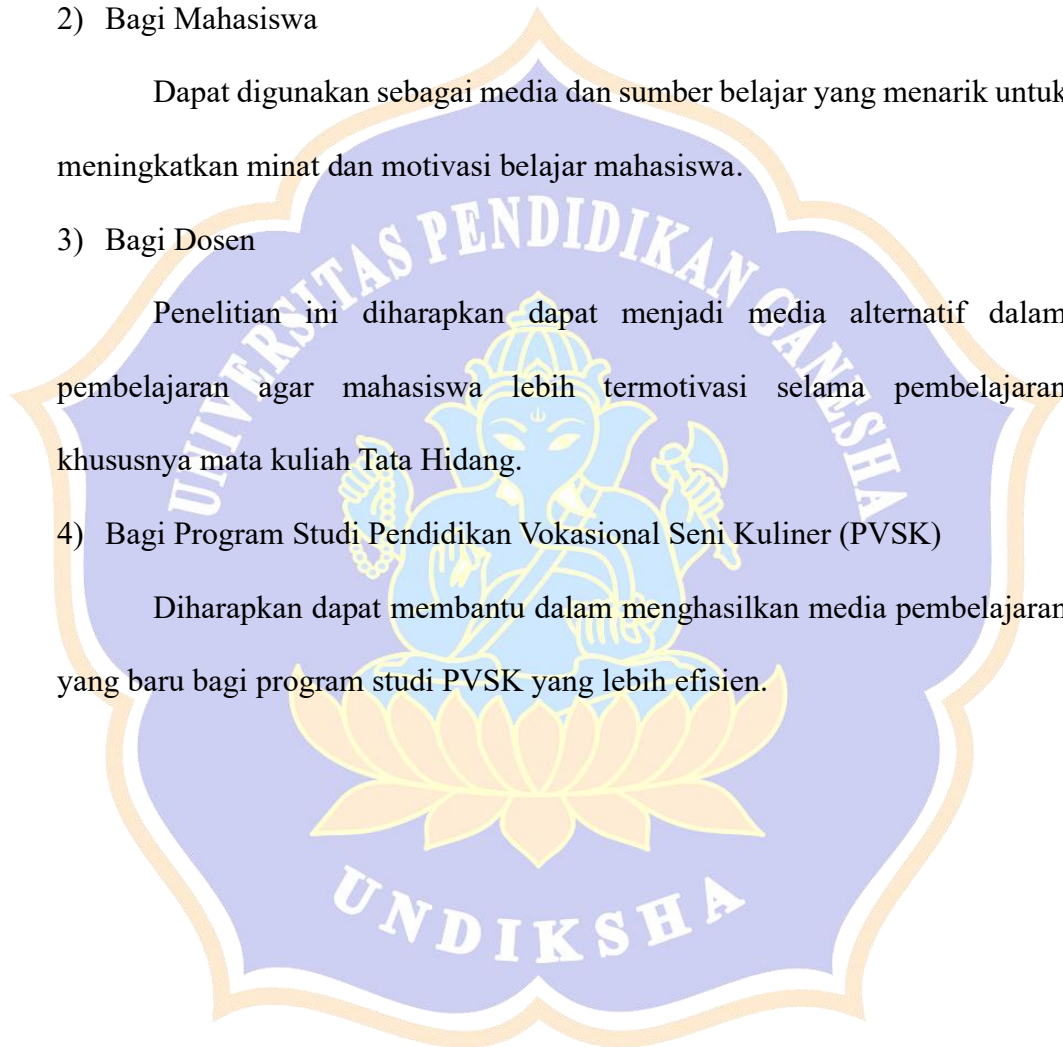 2) Bagi Mahasiswa
Dapat digunakan sebagai media dan sumber belajar yang menarik untuk
meningkatkan minat dan motivasi belajar mahasiswa.
3) Bagi Dosen
Penelitian ini diharapkan dapat menjadi media alternatif dalam
pembelajaran agar mahasiswa lebih termotivasi selama pembelajaran
khususnya mata kuliah Tata Hidang.
4) Bagi Program Studi Pendidikan Vokasional Seni Kuliner (PVSK)
Diharapkan dapat membantu dalam menghasilkan media pembelajaran
yang baru bagi program studi PVSK yang lebih efisien.
UNIVERSITAS PENDIDIKAN GANESHA
UNDIKSHA